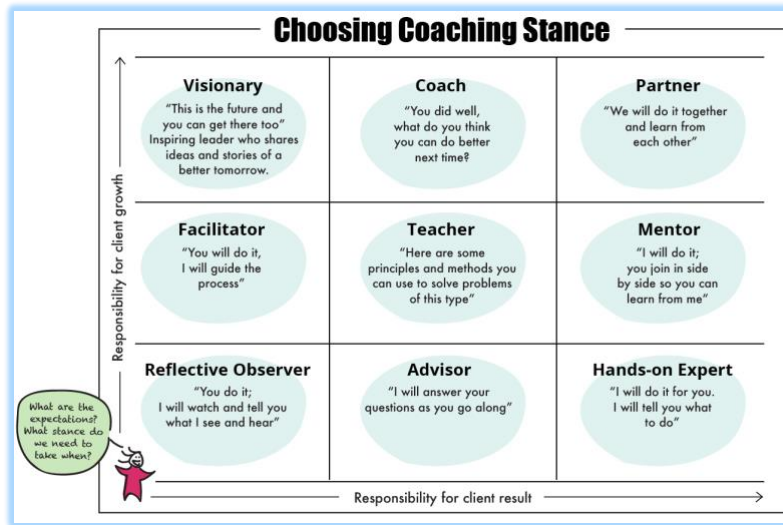 Choosing Coaching Stance
Responsibility for client growth
Visionary
“This is the future and
you can get there too”
Inspiring leader who shares
ideas and stories of a
better tomorrow.
Coach
“You did well,
what do you think
you can do better
next time?
Partner
“We will do it together
and learn from
each other”
Facilitator
“You will do it,
I will guide the
process”
Teacher
“Here are some
principles and methods you
can use to solve problems
of this type”
Mentor
“I will do it;
you join in side
by side so you can
learn from me”
Reflective Observer
“You do it;
I will watch and tell you
what I see and hear”
Advisor
“I will answer your
questions as you go along”
Hands-on Expert
“I will do it for you.
I will tell you what
to do”
What are the
expectations?
What stance do
we need to
take when?
Responsibility for client result